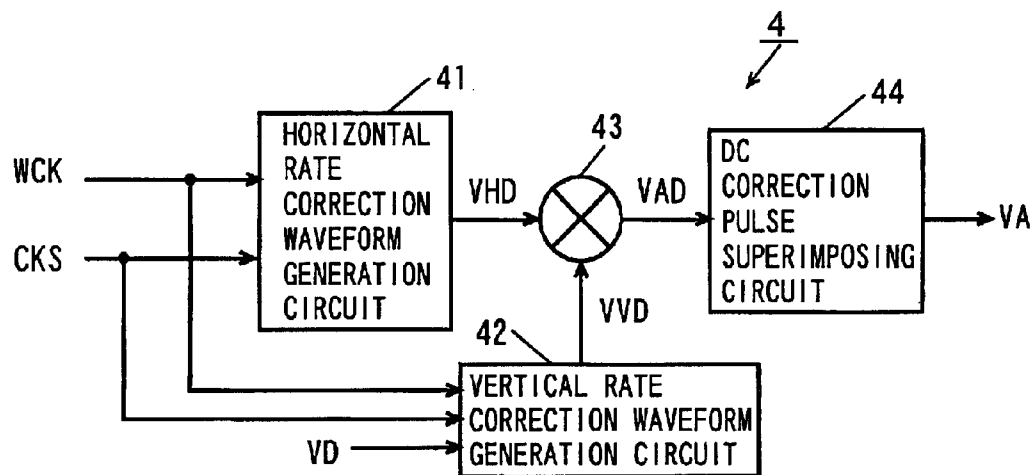 4
41
44
HORIZONTAL
RATE
CORRECTION
WAVEFORM
GENERATION
CIRCUIT
43
DC
CORRECTION
PULSE
SUPERIMPOSING
CIRCUIT
WCK
CKS
VHD
VAD
VA
VVD
42
VERTICAL RATE
CORRECTION WAVEFORM
GENERATION CIRCUIT
VD